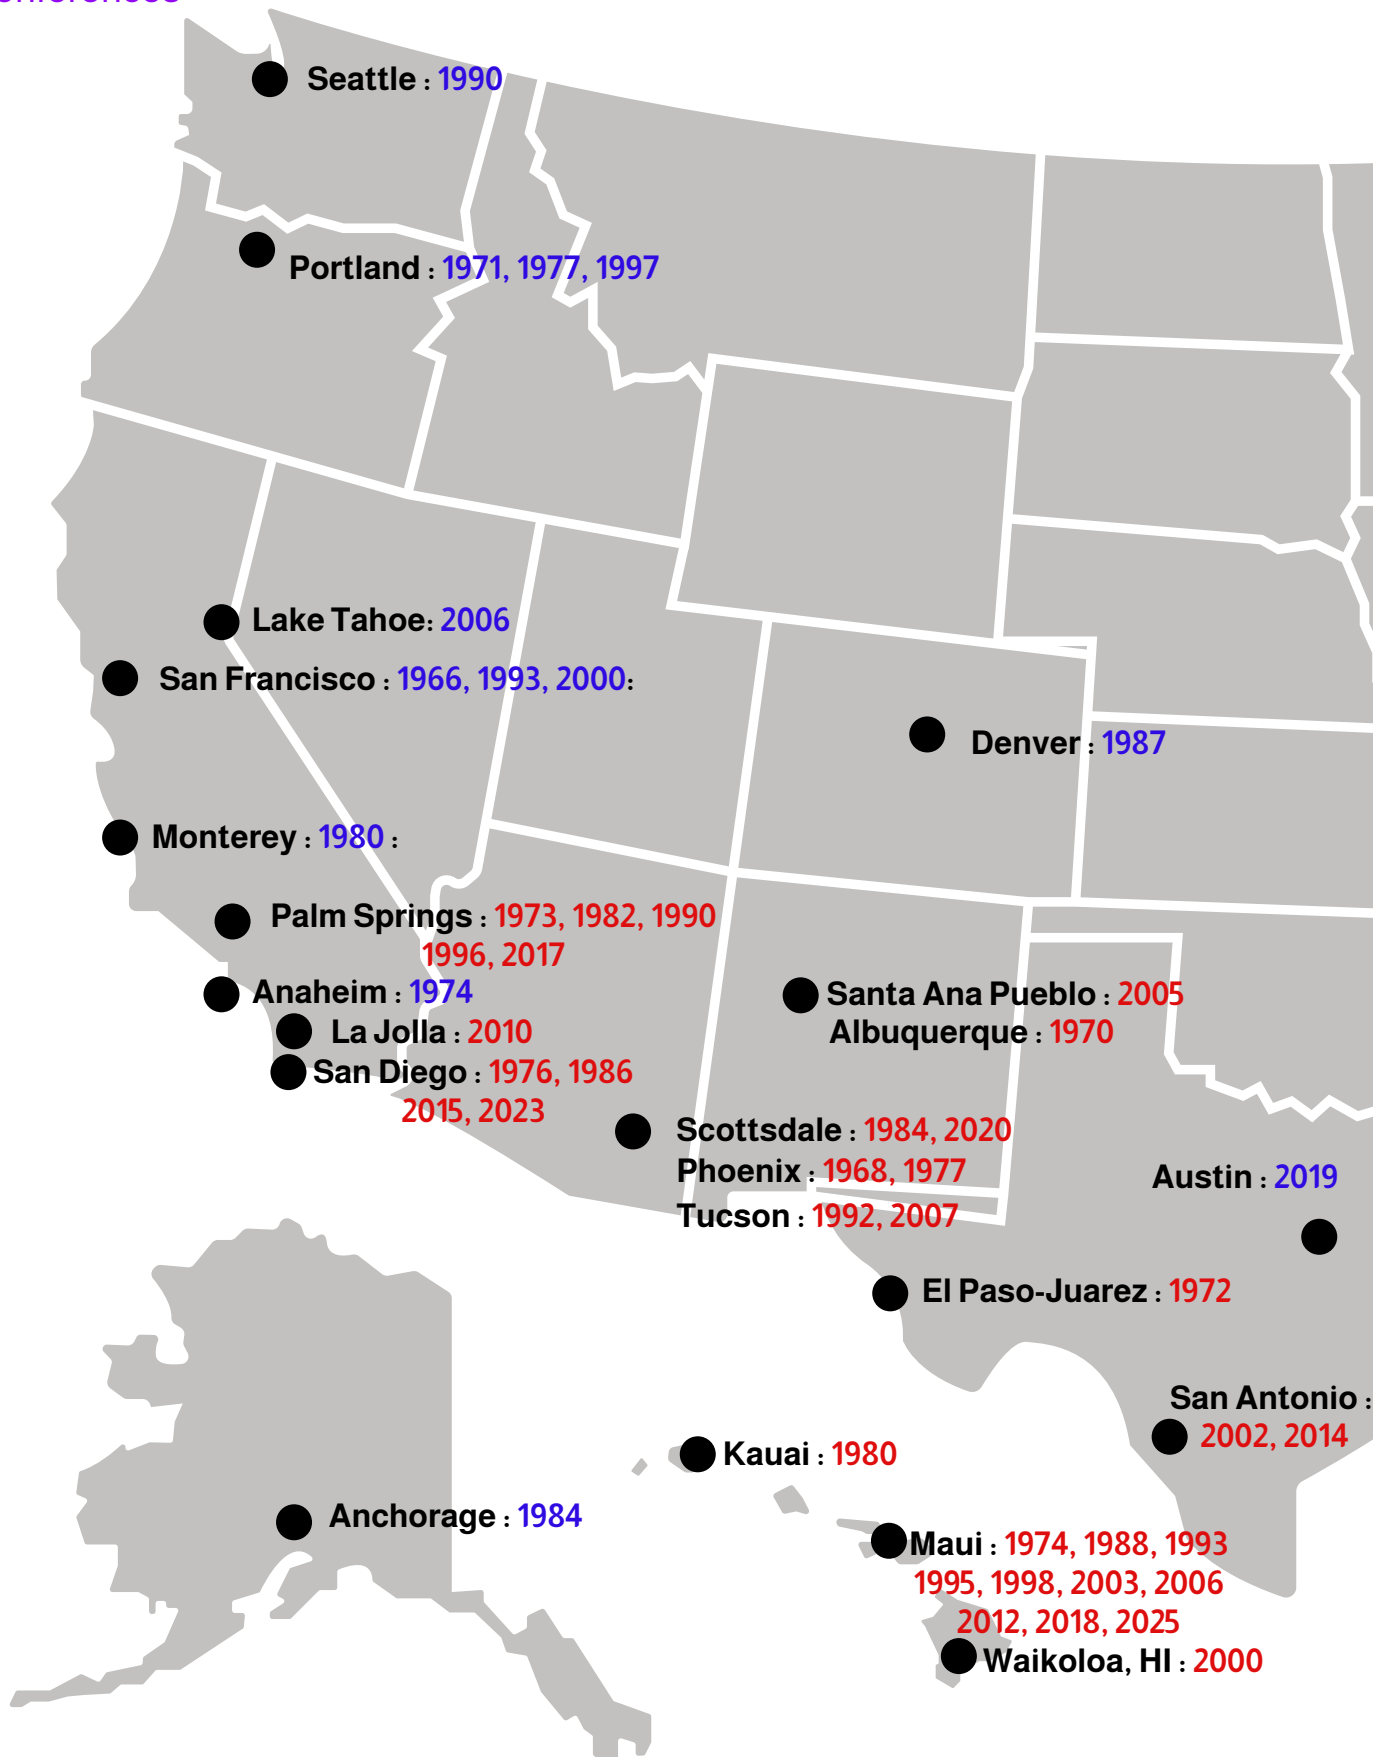 Seattle : 1990
Portland : 1971, 1977, 1997
Lake Tahoe: 2006
San Francisco : 1966, 1993, 2000:
Denver : 1987
Monterey : 1980 :
Palm Springs : 1973, 1982, 1990
1996, 2017
Anaheim : 1974
La Jolla : 2010
San Diego : 1976, 1986
2015, 2023
Santa Ana Pueblo : 2005
Albuquerque : 1970
Scottsdale : 1984, 2020
Phoenix : 1968, 1977
Tucson : 1992, 2007
Austin : 2019
El Paso-Juarez : 1972
San Antonio :
2002, 2014
Kauai : 1980
Anchorage : 1984
Maui : 1974, 1988, 1993
1995, 1998, 2003, 2006
2012, 2018, 2025
Waikoloa, HI : 2000